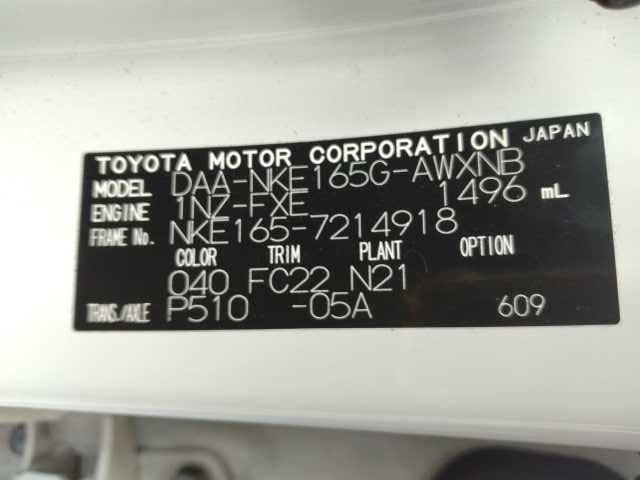 TOYOTA MOTOR CORPORATION JAPAN
MODEL DAA-NKE165G-AWXNB
ENGINE 1NZ-FXE 1496 mL
FRAME No. NKE165-7214918
COLOR TRIM PLANT OPTION
040 FC22 N21
TRANS./AXLE P510 -05A 609